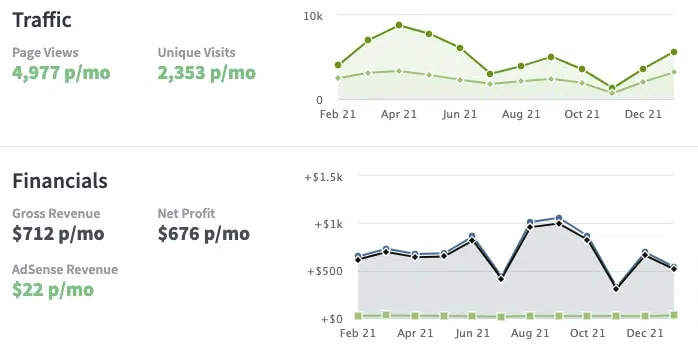 Traffic
Page Views Unique Visits
4,977 p/mo 2,353 p/mo
10k
0
Feb 21 Apr 21 Jun 21 Aug 21 Oct 21 Dec 21
Financials
Gross Revenue Net Profit
$712 p/mo $676 p/mo
AdSense Revenue
$22 p/mo
+$1.5k
+$1k
+$500
+$0
Feb 21 Apr 21 Jun 21 Aug 21 Oct 21 Dec 21